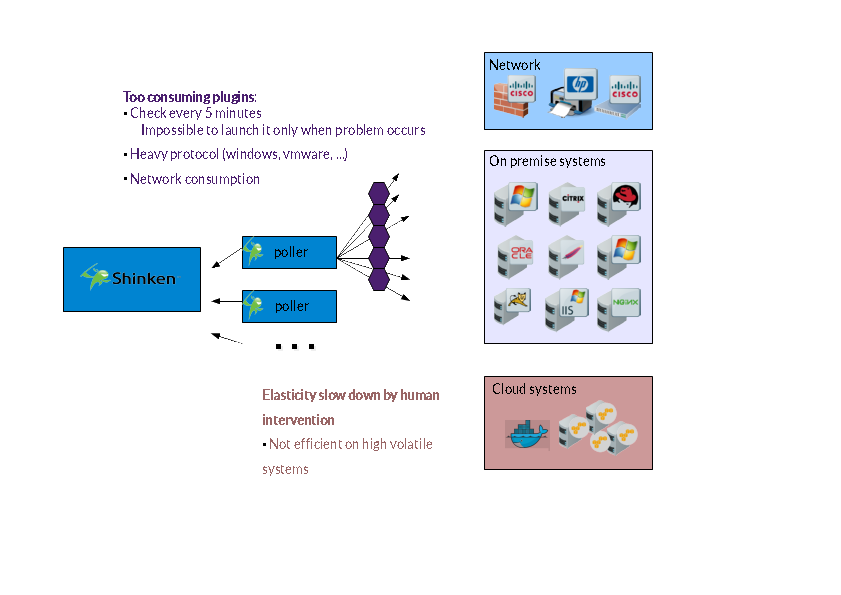 Too consuming plugins:
▪ Check every 5 minutes
Impossible to launch it only when problem occurs
▪ Heavy protocol (windows, vmware, ...)
▪ Network consumption
Shinken
poller
poller
...
Elasticity slow down by human
intervention
▪ Not efficient on high volatile
systems
Network
CISCO
hp
CISCO
On premise systems
CITRIX
ORACLE
IIS
NGINX
Cloud systems